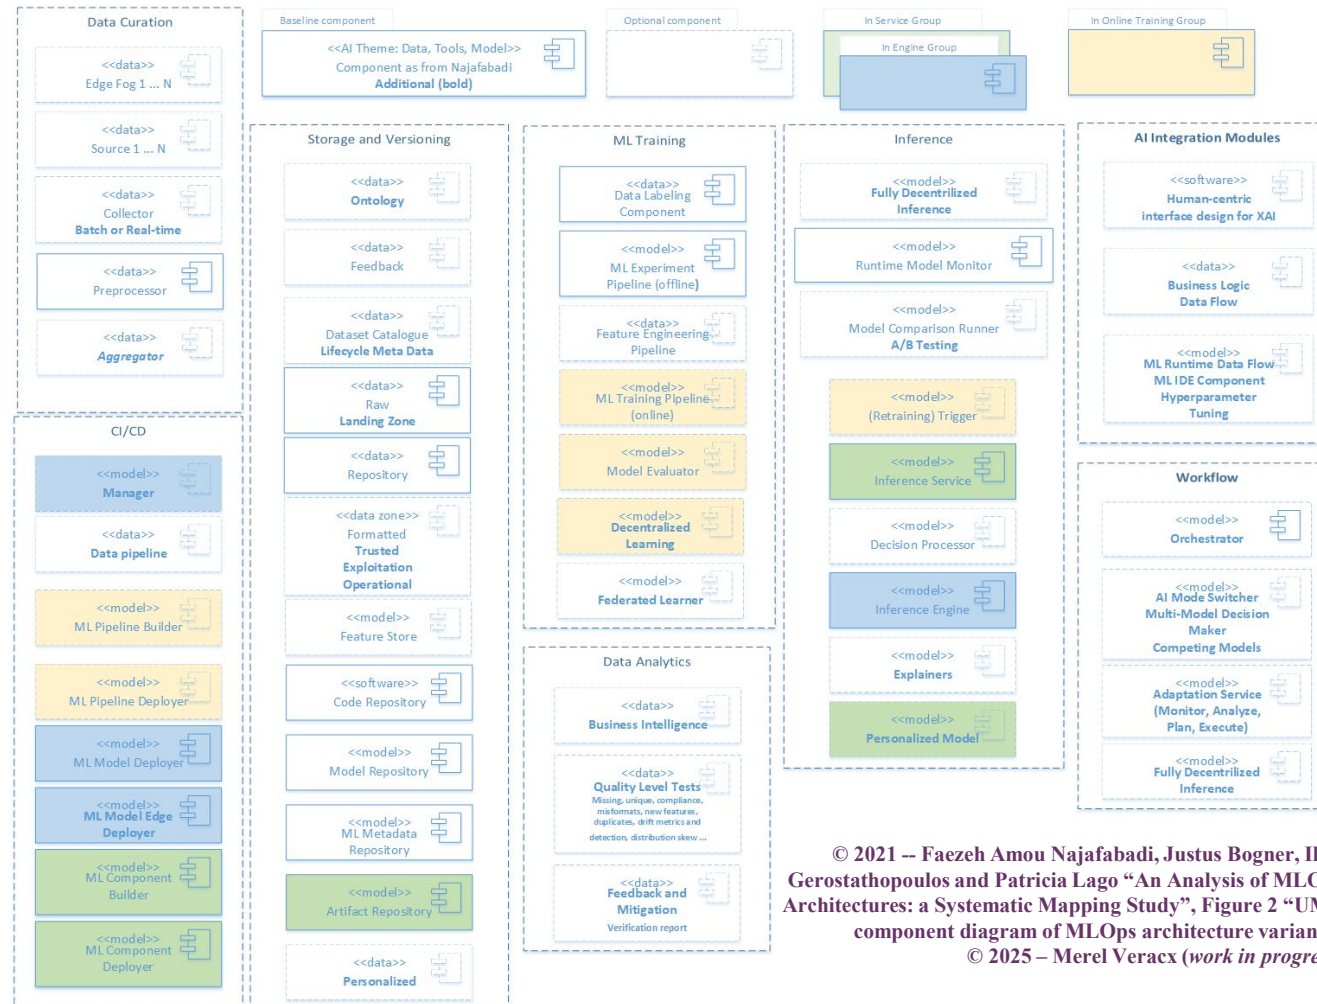 Data Curation
<<data>>
Edge Fog 1 ... N
<<data>>
Source 1 ... N
<<data>>
Collector
Batch or Real-time
<<data>>
Preprocessor
<<data>>
Aggregator
CI/CD
<<model>>
Manager
<<data>>
Data pipeline
<<model>>
ML Pipeline Builder
<<model>>
ML Pipeline Deployer
<<model>>
ML Model Deployer
<<model>>
ML Model Edge
Deployer
<<model>>
ML Component
Builder
<<model>>
ML Component
Deployer
Baseline component
<<AI Theme: Data, Tools, Model>>
Component as from Najafabadi
Additional (bold)
Optional component
In Service Group
In Engine Group
In Online Training Group
Storage and Versioning
<<data>>
Ontology
<<data>>
Feedback
<<data>>
Dataset Catalogue
Lifecycle Meta Data
<<data>>
Raw
Landing Zone
<<data>>
Repository
<<data zone>>
Formatted
Trusted
Exploitation
Operational
<<model>>
Feature Store
<<software>>
Code Repository
<<model>>
Model Repository
<<model>>
ML Metadata
Repository
<<model>>
Artifact Repository
<<data>>
Personalized
ML Training
<<data>>
Data Labeling
Component
<<model>>
ML Experiment
Pipeline (offline)
<<data>>
Feature Engineering
Pipeline
<<model>>
ML Training Pipeline
(online)
<<model>>
Model Evaluator
<<model>>
Decentralized
Learning
<<model>>
Federated Learner
Data Analytics
<<data>>
Business Intelligence
<<data>>
Quality Level Tests
Missing, unique, compliance,
misformats, new features,
duplicates, drift metrics and
detection, distribution skew ...
<<data>>
Feedback and
Mitigation
Verification report
Inference
<<model>>
Fully Decentrilized
Inference
<<model>>
Runtime Model Monitor
<<model>>
Model Comparison Runner
A/B Testing
<<model>>
(Retraining) Trigger
<<model>>
Inference Service
<<model>>
Decision Processor
<<model>>
Inference Engine
<<model>>
Explainers
<<model>>
Personalized Model
AI Integration Modules
<<software>>
Human-centric
interface design for XAI
<<data>>
Business Logic
Data Flow
<<model>>
ML Runtime Data Flow
ML IDE Component
Hyperparameter
Tuning
Workflow
<<model>>
Orchestrator
<<model>>
AI Mode Switcher
Multi-Model Decision
Maker
Competing Models
<<model>>
Adaptation Service
(Monitor, Analyze,
Plan, Execute)
<<model>>
Fully Decentrilized
Inference
© 2021 -- Faezeh Amou Najafabadi, Justus Bogner,
Gerostathopoulos and Patricia Lago “An Analysis of
Architectures: a Systematic Mapping Study”, Figure 2
component diagram of MLOps architecture
© 2025 – Merel Veracx (work in